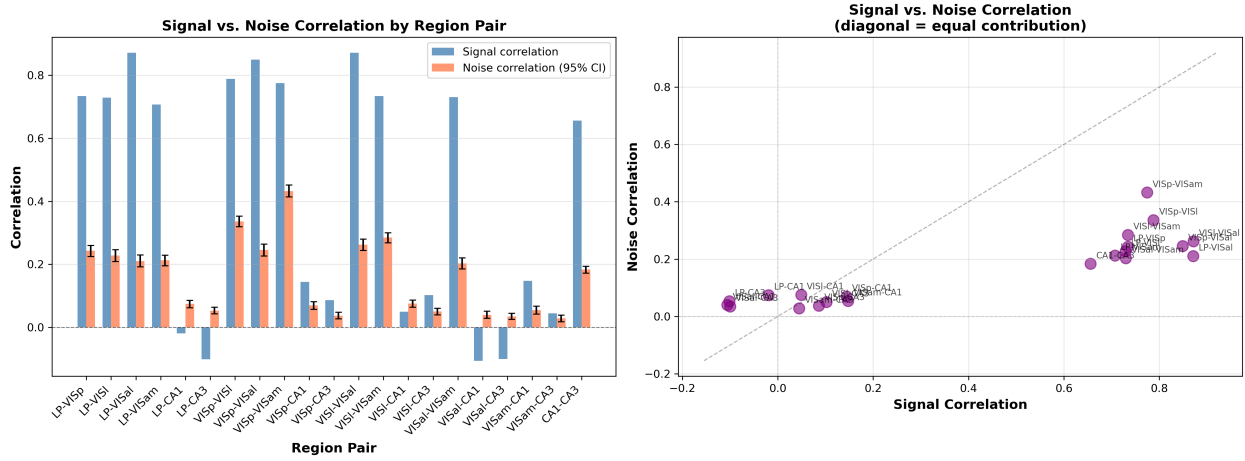 Signal vs. Noise Correlation by Region Pair
Signal correlation
Noise correlation (95% CI)
Correlation
0.8
0.6
0.4
0.2
0.0
LP-VISp
LP-VISl
LP-VISal
LP-VISam
LP-CA1
LP-CA3
VISp-VISl
VISp-VISal
VISp-VISam
VISp-CA1
VISp-CA3
VISl-VISal
VISl-VISam
VISl-CA1
VISl-CA3
VISal-VISam
VISal-CA1
VISal-CA3
VISam-CA1
VISam-CA3
CA1-CA3
Region Pair
Signal vs. Noise Correlation
(diagonal = equal contribution)
Noise Correlation
0.8
0.6
0.4
0.2
0.0
−0.2
VISp-VISam
VISp-VISl
VISl-VISam
VISl-VISal
VISp-VISal
LP-VISp
LP-VISal
CA1-CA3
LP-CA3
LP-CA1
VISl-CA1
VISp-CA1
VISam-CA1
−0.2
0.0
0.2
0.4
0.6
0.8
Signal Correlation